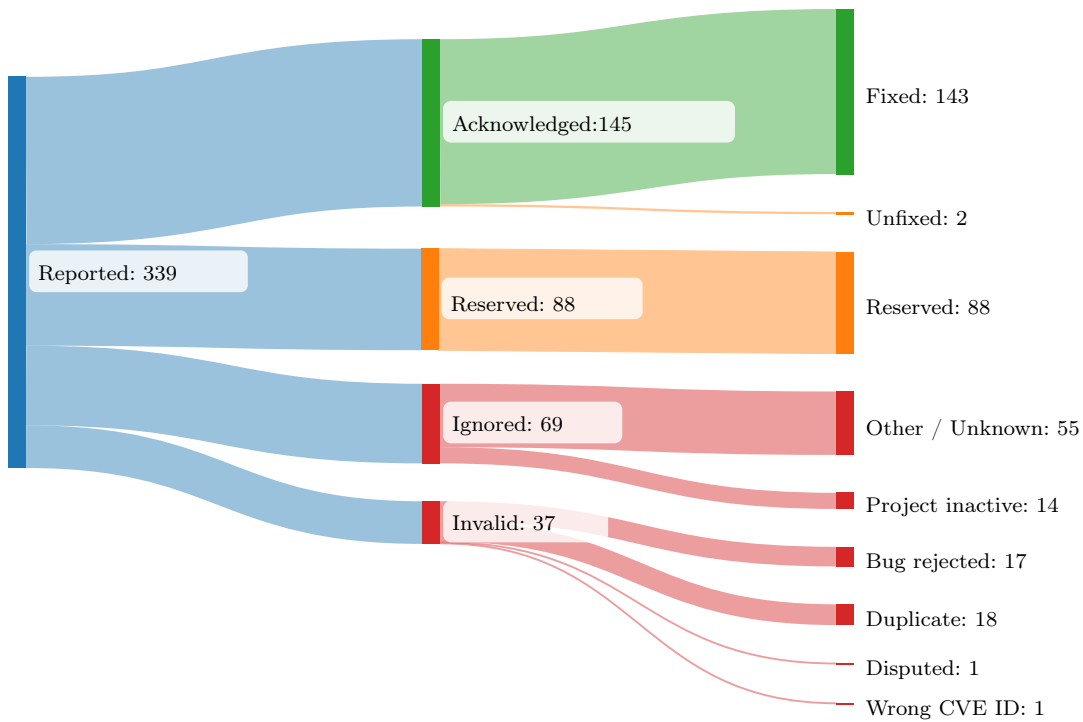 Reported: 339
Acknowledged:145
Reserved: 88
Ignored: 69
Invalid: 37
Fixed: 143
Unfixed: 2
Reserved: 88
Other / Unknown: 55
Project inactive: 14
Bug rejected: 17
Duplicate: 18
Disputed: 1
Wrong CVE ID: 1